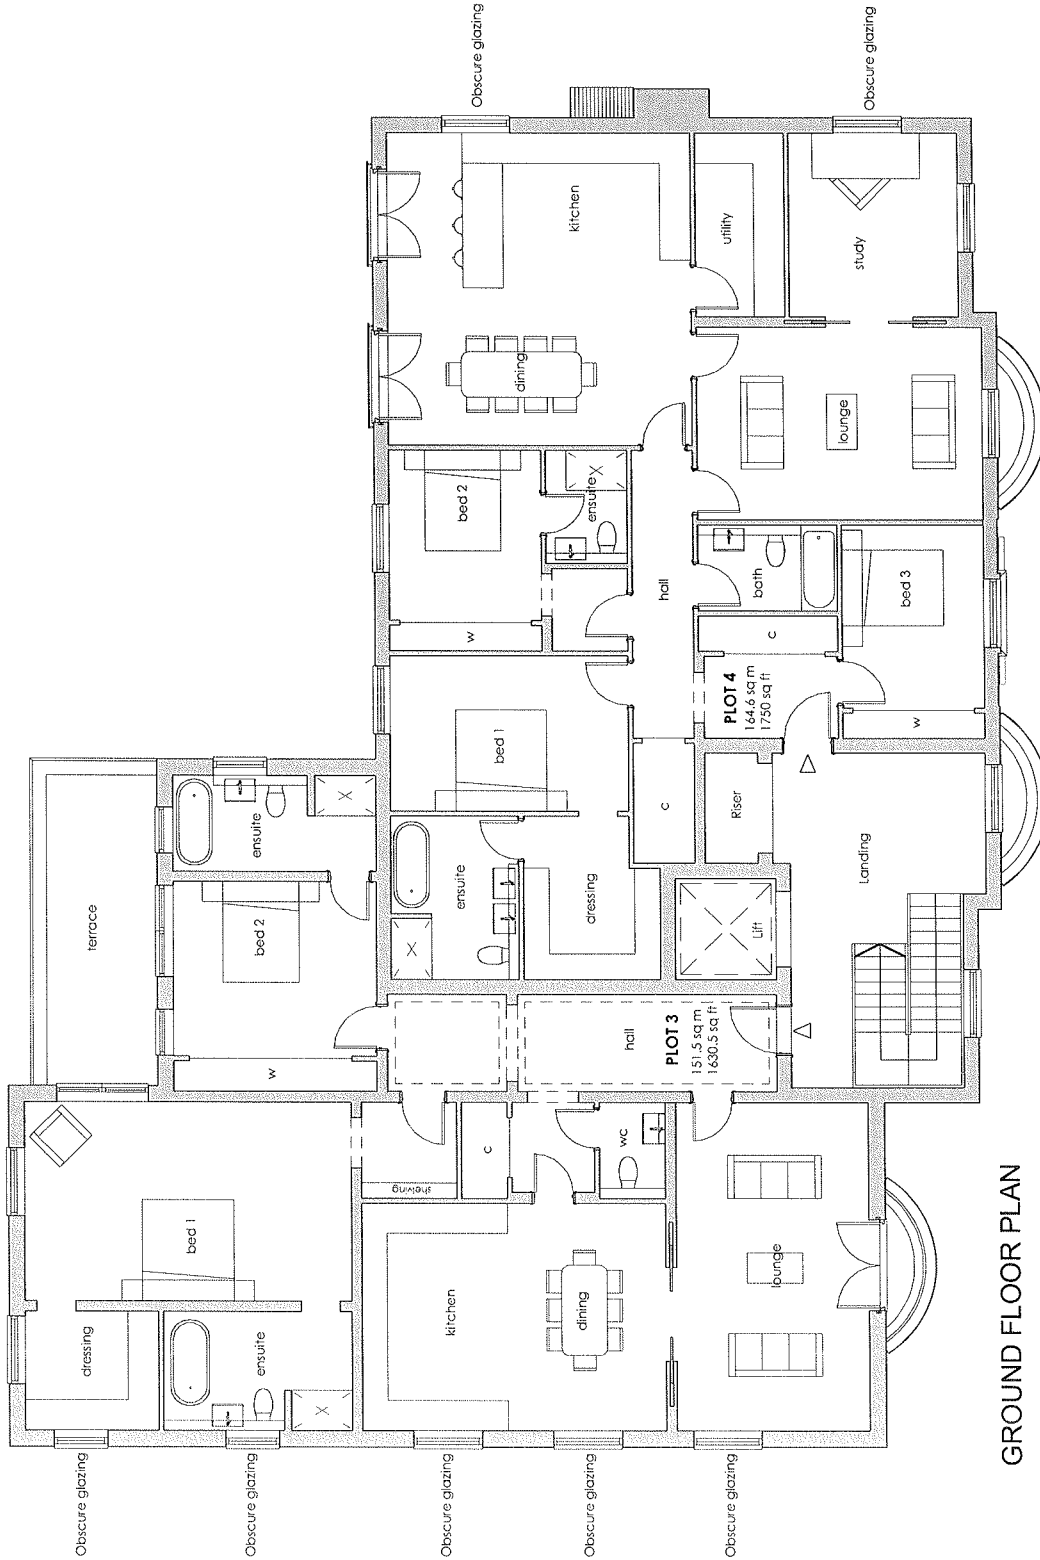 Obscure glazing
dressing
terrace
bed 1
Obscure glazing
ensuite
bed 2
ensuite
w
shelving
Obscure glazing
kitchen
ensuite
w
bed 2
Obscure glazing
c
bed 1
dining
kitchen
Obscure glazing
dining
dressing
ensuite
wc
hall
c
hall
PLOT 3
151.5 sq m
1630.5 sq ft
Obscure glazing
utility
PLOT 4
164.6 sq m
1750 sq ft
Riser
Lift
bath
c
lounge
lounge
study
Landing
Obscure glazing
bed 3
w
GROUND FLOOR PLAN